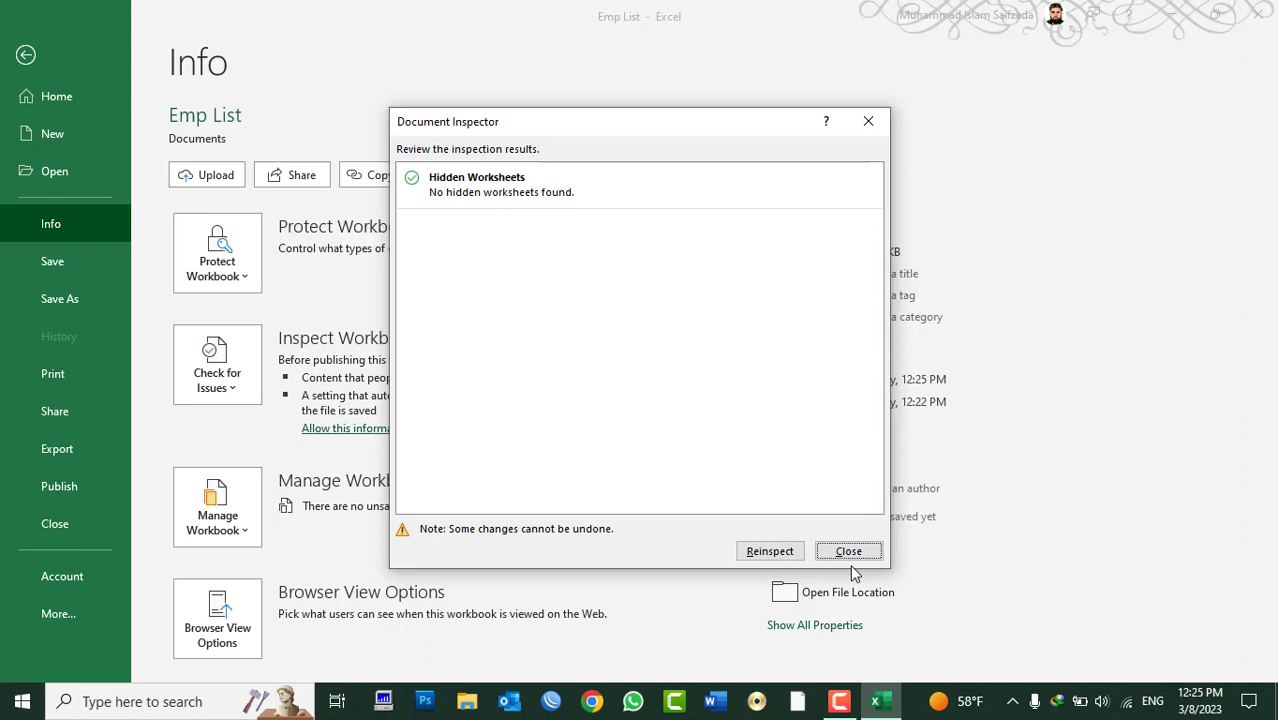 Emp List - Excel
Muhammad Islam Saifzada
?
Info
Home
New
Open
Info
Save
Save As
History
Print
Share
Export
Publish
Close
Account
More...
Emp List
Documents
Upload
Share
Copy
Protect Workbook
Protect Workb
Control what types of
Check for Issues
Inspect Workb
Before publishing this
Content that peop
A setting that auto
the file is saved
Allow this informa
Manage Workbook
Manage Workb
There are no unsa
Browser View Options
Browser View Options
Pick what users can see when this workbook is viewed on the Web.
Document Inspector
?
Review the inspection results.
Hidden Worksheets
No hidden worksheets found.
Note: Some changes cannot be undone.
Reinspect
Close
KB
a title
a tag
a category
y, 12:25 PM
y, 12:22 PM
an author
saved yet
Open File Location
Show All Properties
Type here to search
58°F
ENG
12:25 PM
3/8/2023